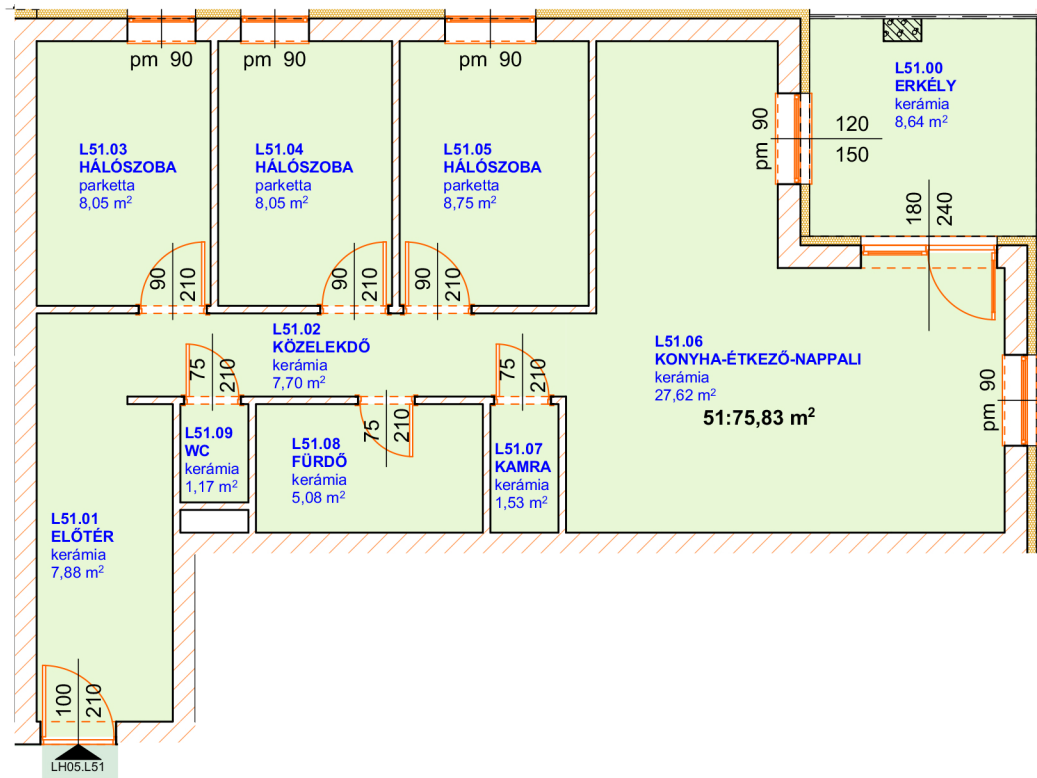 pm 90
pm 90
pm 90
L51.03
HÁLÓSZOBA
parketta
8,05 m²
L51.04
HÁLÓSZOBA
parketta
8,05 m²
L51.05
HÁLÓSZOBA
parketta
8,75 m²
pm 90
120
150
L51.00
ERKÉLY
kerámia
8,64 m²
180
240
90
210
90
210
90
210
L51.02
KÖZELEKDŐ
kerámia
7,70 m²
75
210
75
210
75
210
L51.06
KONYHA-ÉTKEZŐ-NAPPALI
kerámia
27,62 m²
51:75,83 m²
pm 90
L51.09
WC
kerámia
1,17 m²
L51.08
FÜRDŐ
kerámia
5,08 m²
L51.07
KAMRA
kerámia
1,53 m²
L51.01
ELŐTÉR
kerámia
7,88 m²
100
210
LH05.L51